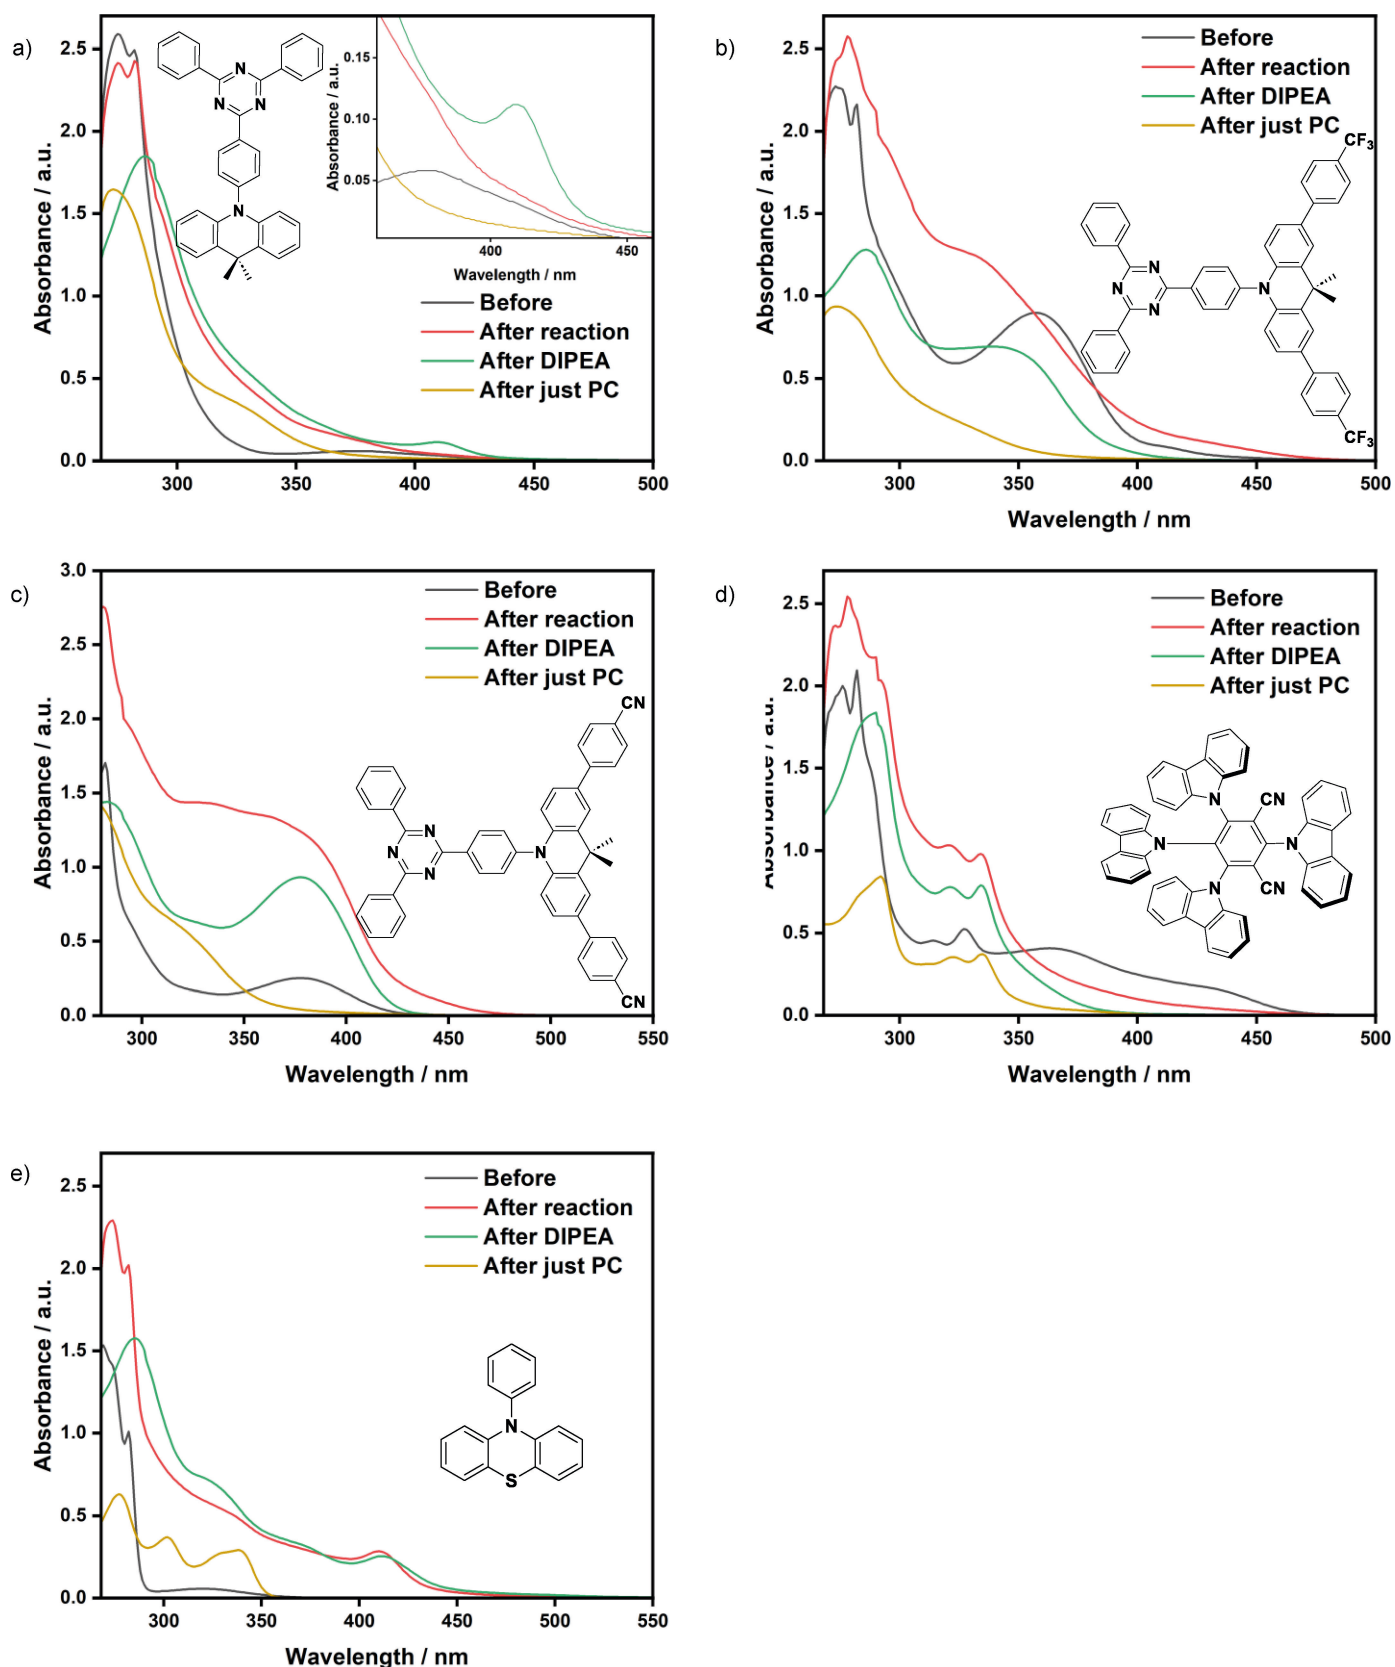 a)
2.5
2.0
1.5
1.0
0.5
0.0
300
350
400
450
500
Absorbance / a.u.
N
N
N
N
0.15
0.10
0.05
400
450
Absorbance / a.u.
Wavelength / nm
Before
After reaction
After DIPEA
After just PC
b)
2.5
2.0
1.5
1.0
0.5
0.0
300
350
400
450
500
Absorbance / a.u.
Wavelength / nm
Before
After reaction
After DIPEA
After just PC
CF3
N
N
N
N
CF3
c)
3.0
2.5
2.0
1.5
1.0
0.5
0.0
300
350
400
450
500
550
Absorbance / a.u.
Wavelength / nm
Before
After reaction
After DIPEA
After just PC
CN
N
N
N
N
CN
d)
2.5
2.0
1.5
1.0
0.5
0.0
300
350
400
450
500
Absorbance / a.u.
Wavelength / nm
Before
After reaction
After DIPEA
After just PC
N
CN
N
N
N
CN
e)
2.5
2.0
1.5
1.0
0.5
0.0
300
350
400
450
500
550
Absorbance / a.u.
Wavelength / nm
Before
After reaction
After DIPEA
After just PC
N
S